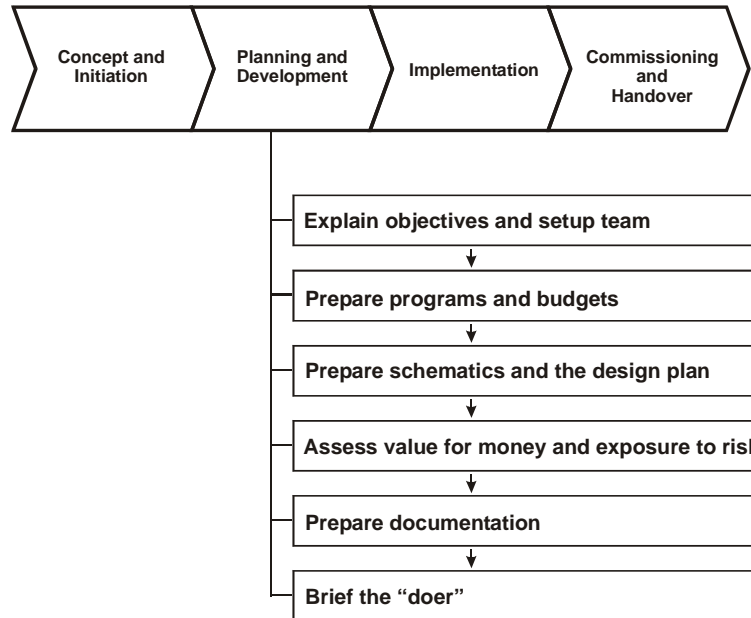 Concept and
Initiation
Planning and
Development
Implementation
Commissioning
and
Handover
Explain objectives and setup team
Prepare programs and budgets
Prepare schematics and the design plan
Assess value for money and exposure to risk
Prepare documentation
Brief the “doer”